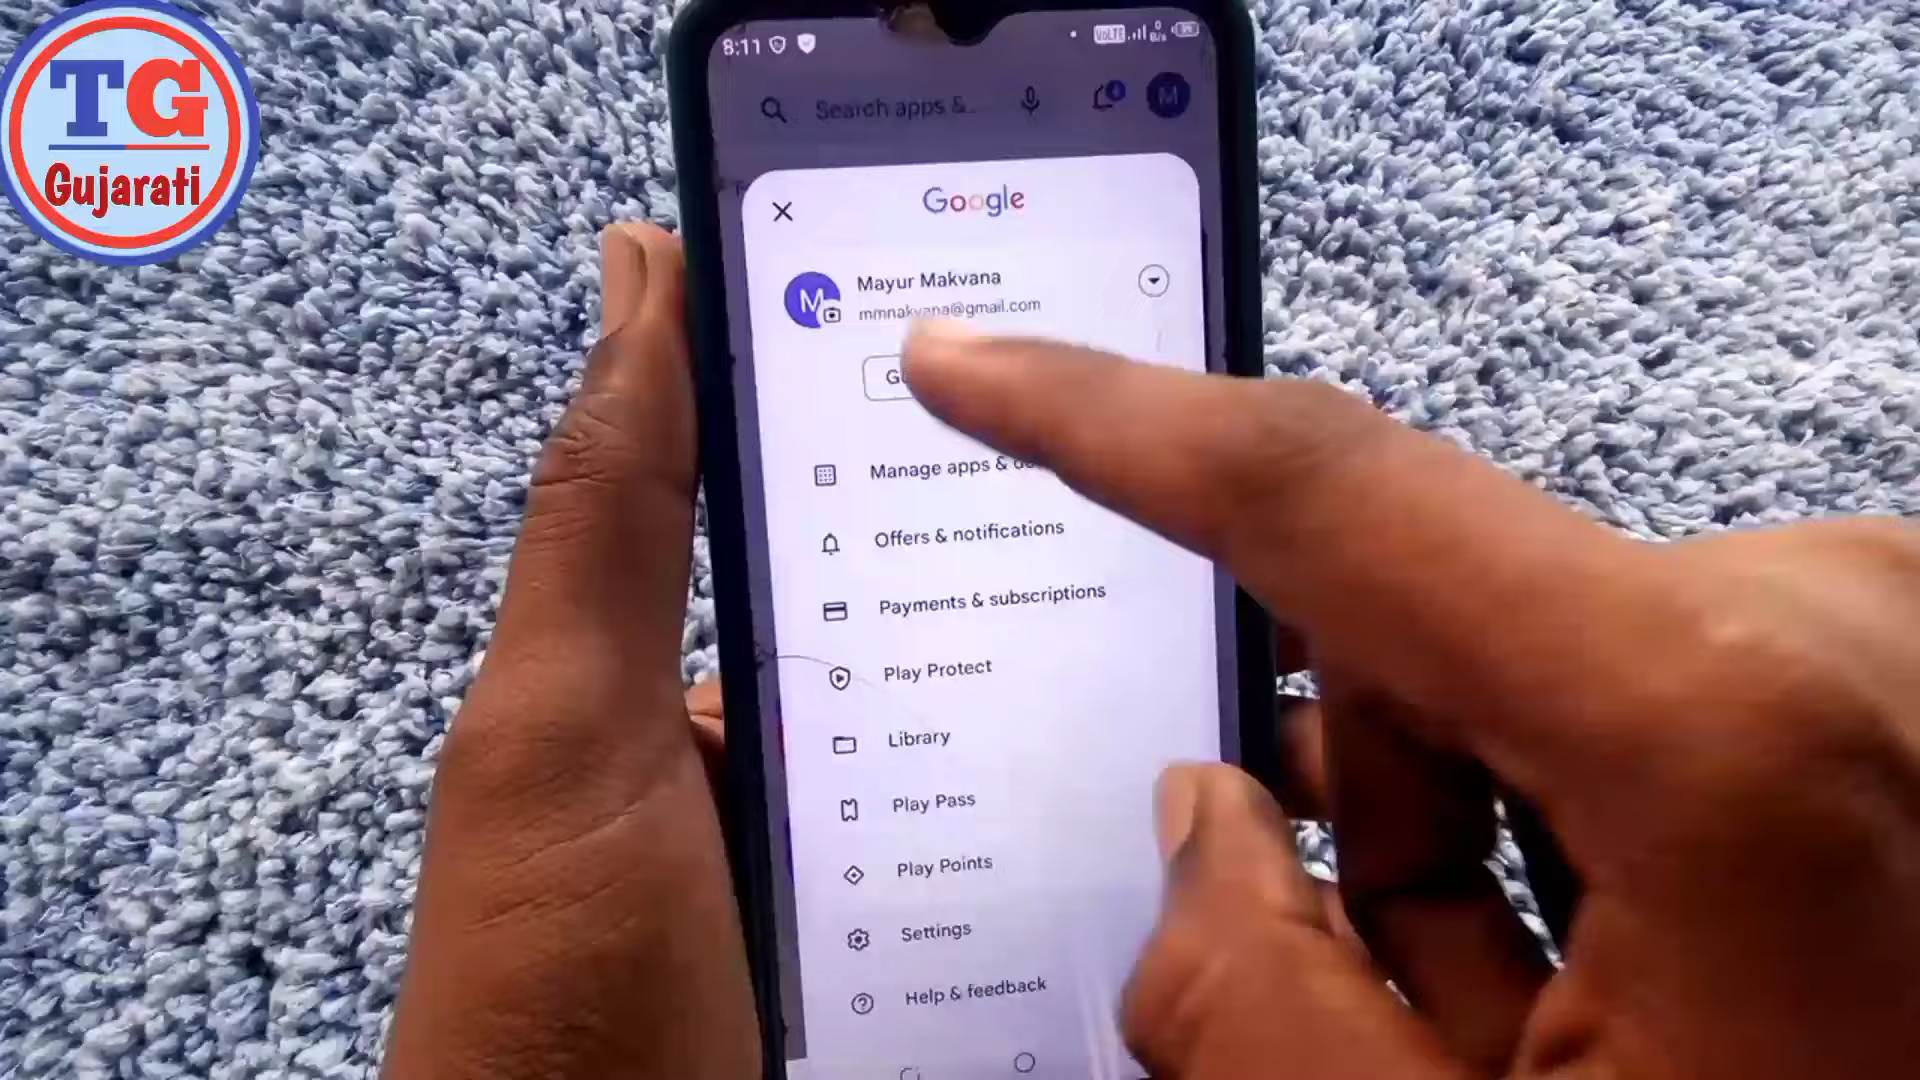 TG
Gujarati
8:11
VoLTE
Search apps &...
M
Google
Mayur Makvana
M
@gmail.com
Manage apps &
Offers & notifications
Payments & subscriptions
Play Protect
Library
Play Pass
Play Points
Settings
Help & feedback